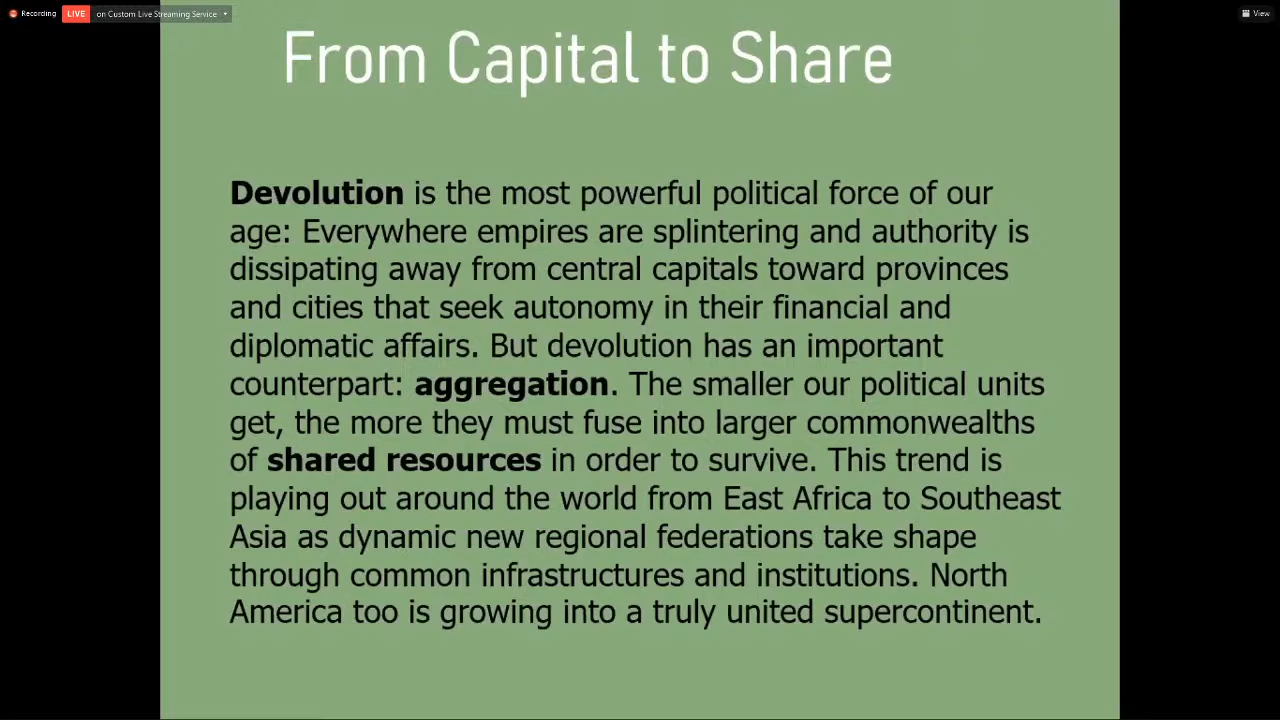 Recording LIVE on Custom Live Streaming Service View
From Capital to Share
Devolution is the most powerful political force of our
age: Everywhere empires are splintering and authority is
dissipating away from central capitals toward provinces
and cities that seek autonomy in their financial and
diplomatic affairs. But devolution has an important
counterpart: aggregation. The smaller our political units
get, the more they must fuse into larger commonwealths
of shared resources in order to survive. This trend is
playing out around the world from East Africa to Southeast
Asia as dynamic new regional federations take shape
through common infrastructures and institutions. North
America too is growing into a truly united supercontinent.